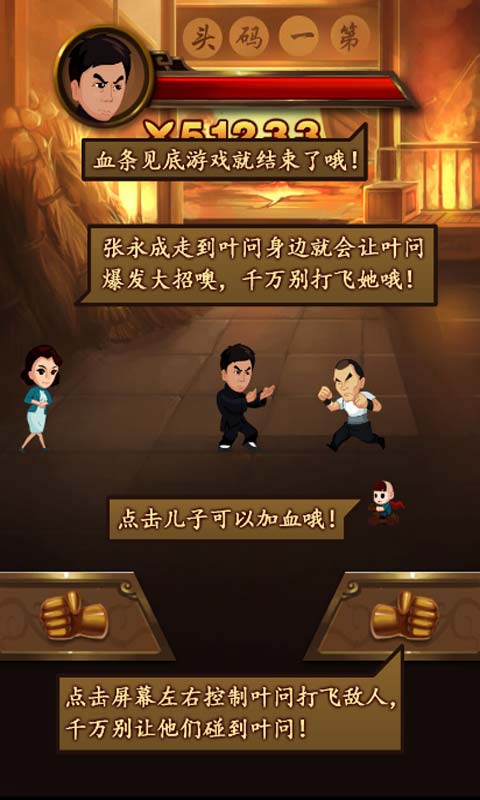 头码一第
×51233
血条见底游戏就结束了哦！
张永成走到叶问身边就会让叶问
爆发大招噢，千万别打飞她哦！
点击儿子可以加血哦！
点击屏幕左右控制叶问打飞敌人，
千万别让他们碰到叶问！